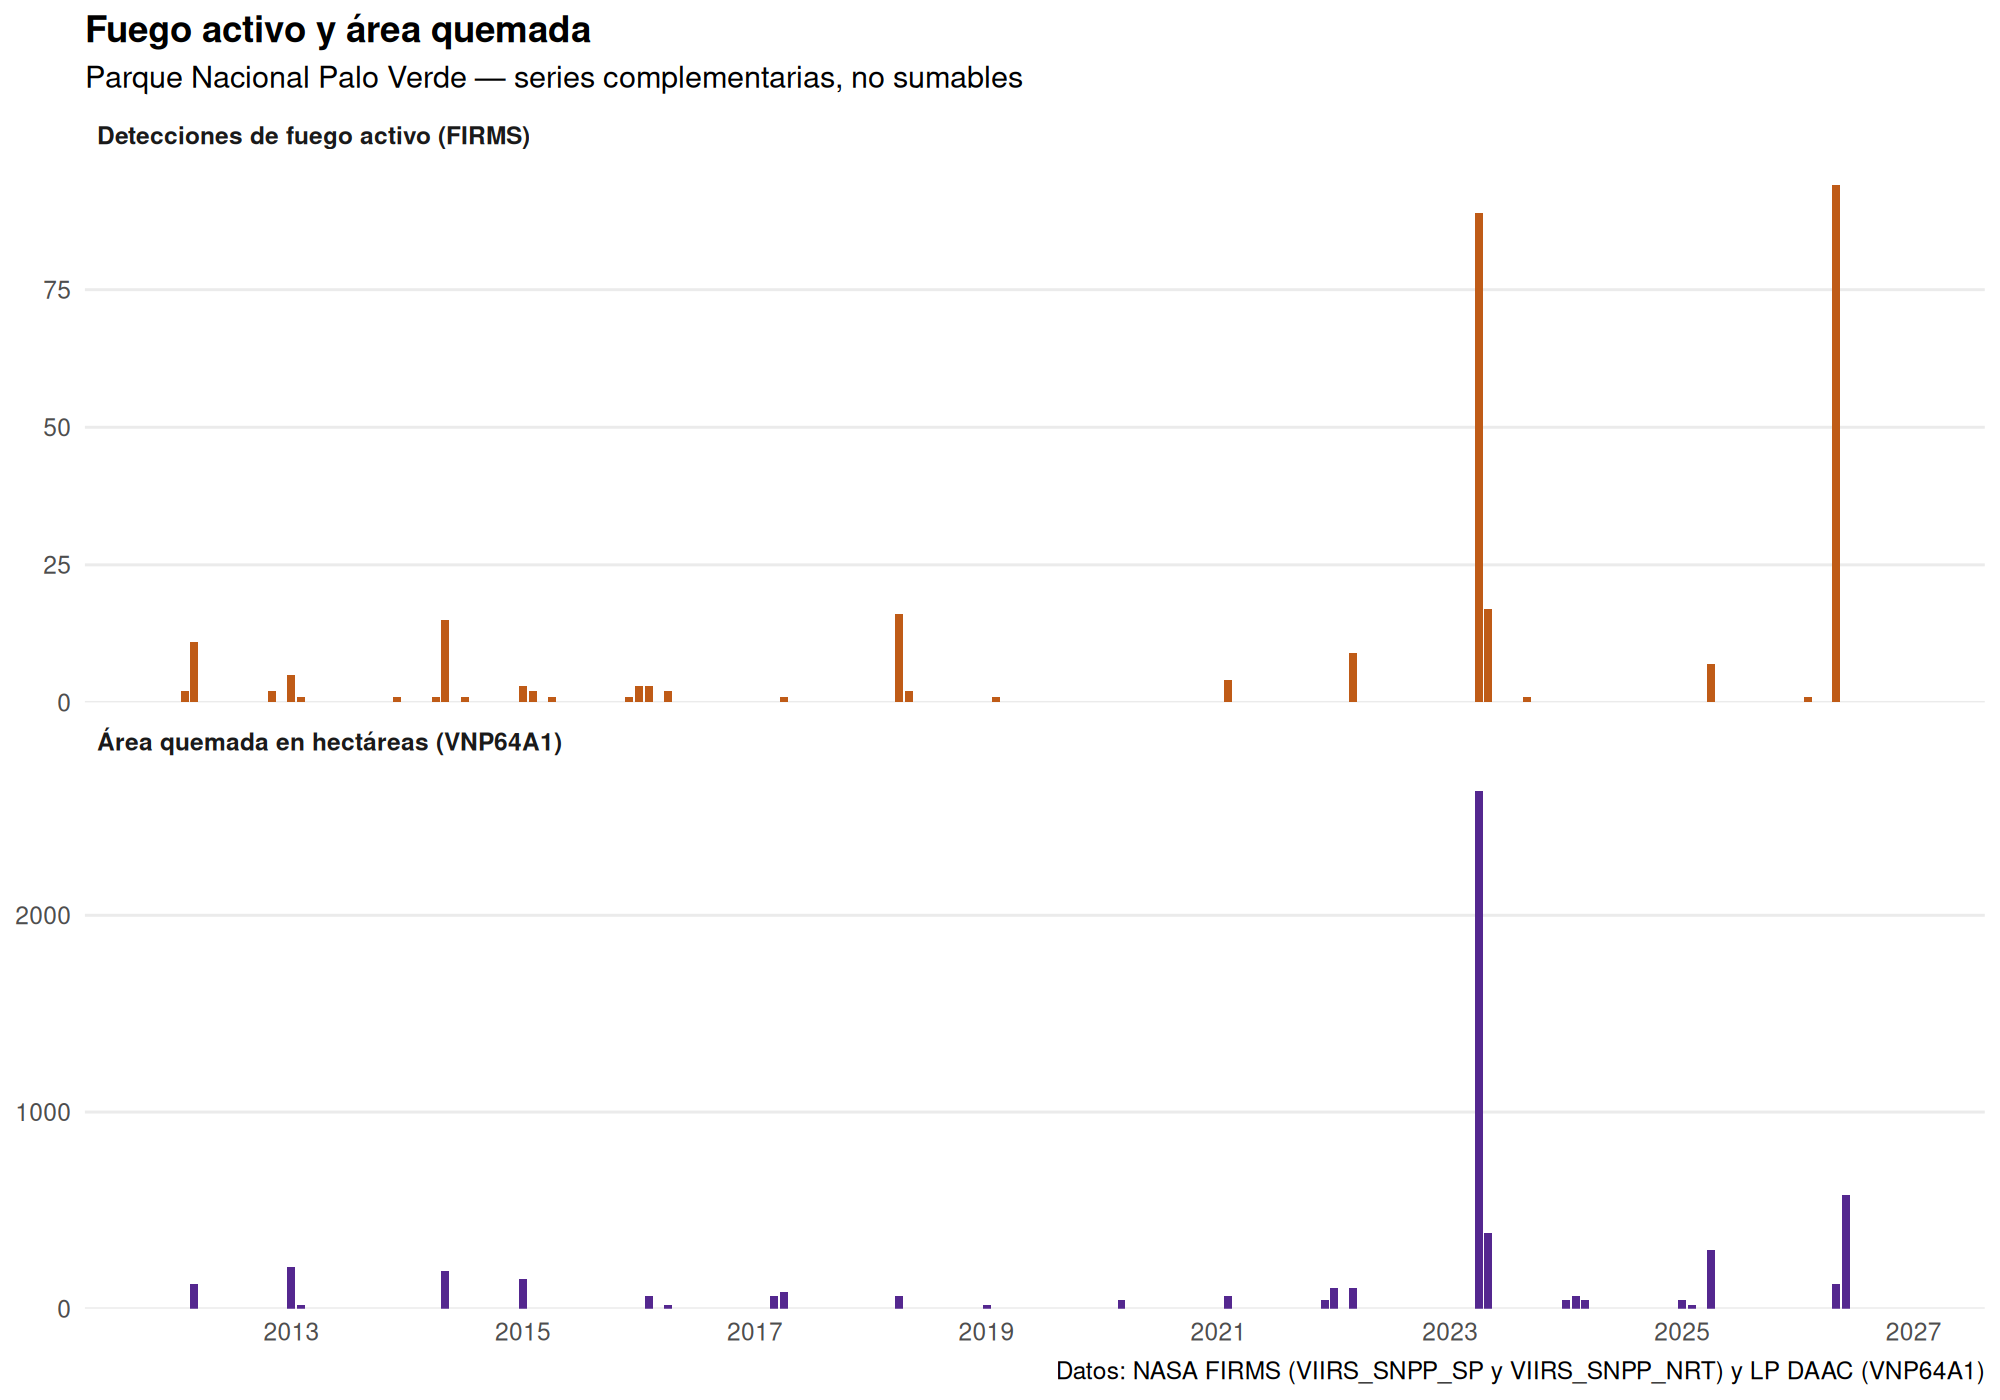 Fuego activo y área quemada
Parque Nacional Palo Verde — series complementarias, no sumables
Detecciones de fuego activo (FIRMS)
75
50
25
0
Área quemada en hectáreas (VNP64A1)
2000
1000
0
2013 2015 2017 2019 2021 2023 2025 2027
Datos: NASA FIRMS (VIIRS_SNPP_SP y VIIRS_SNPP_NRT) y LP DAAC (VNP64A1)